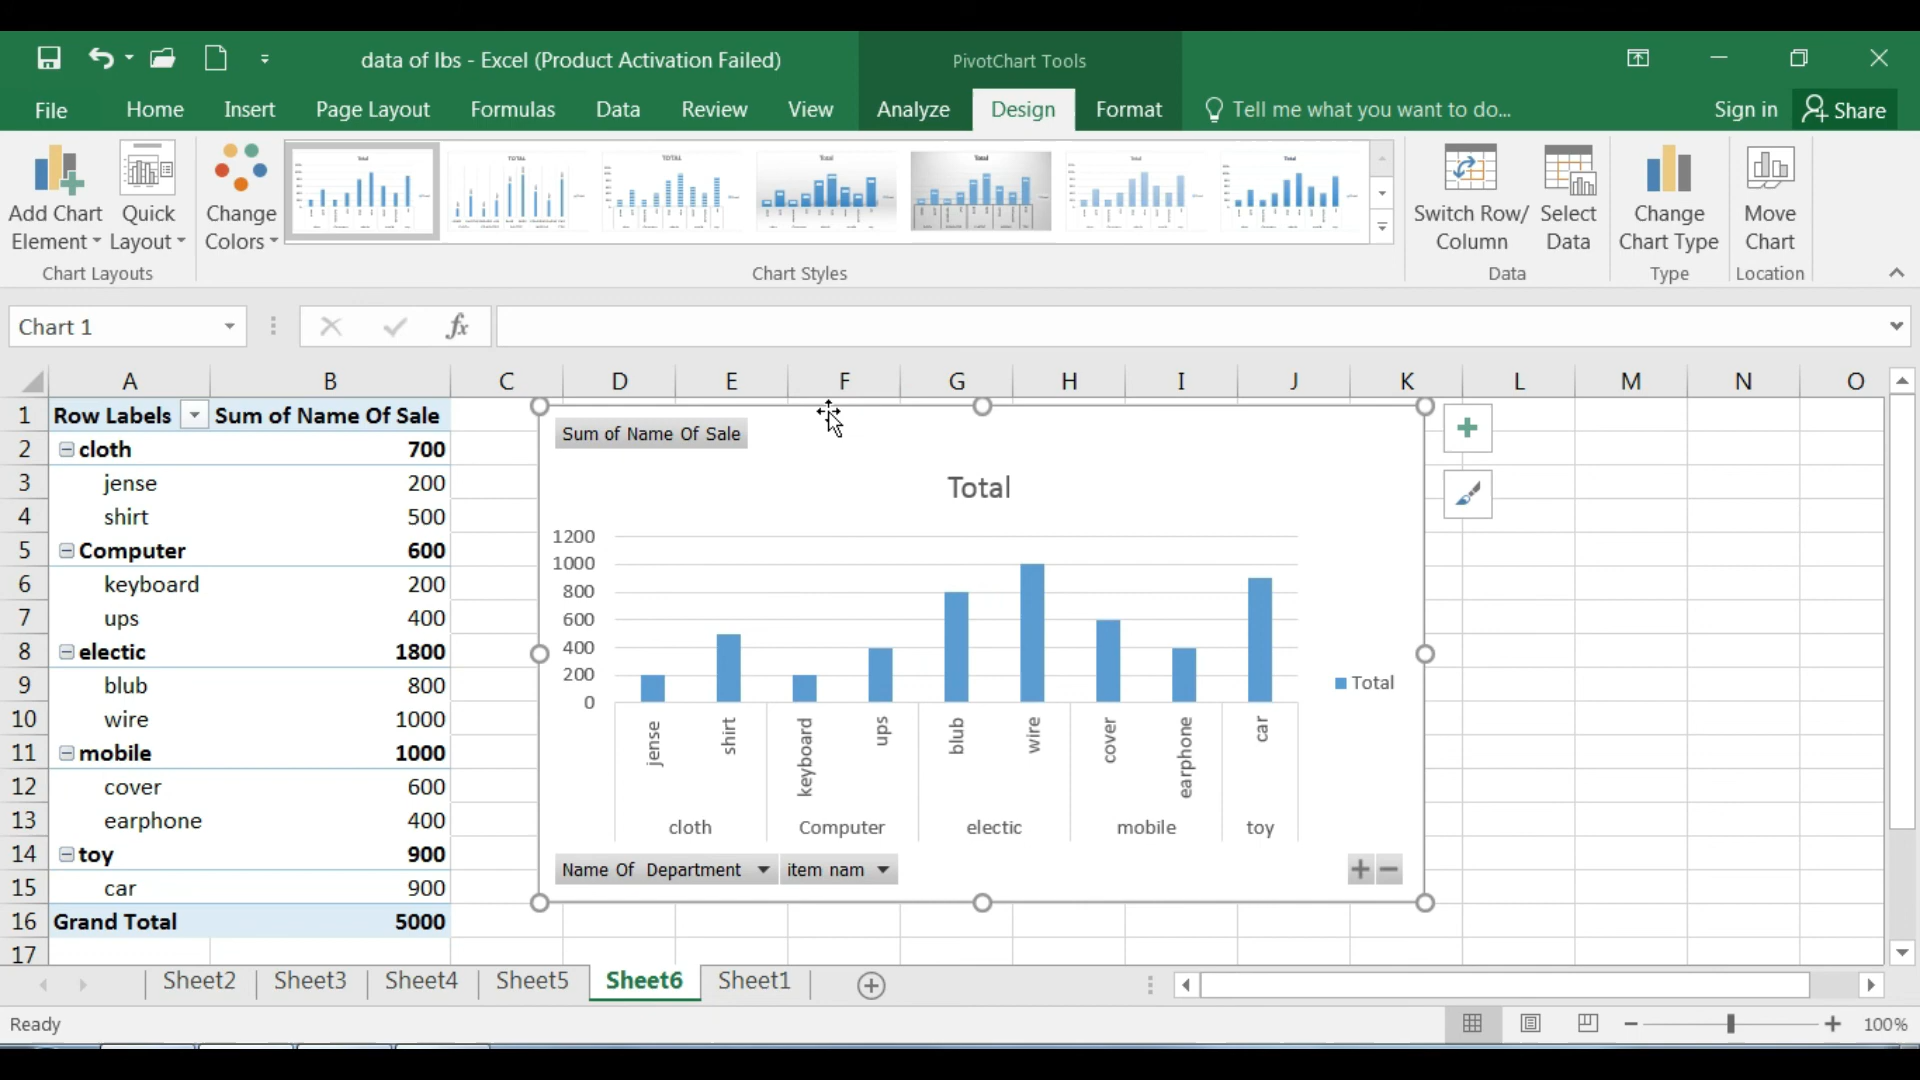 data of lbs - Excel (Product Activation Failed)
PivotChart Tools
File Home Insert Page Layout Formulas Data Review View Analyze Design Format Tell me what you want to do... Sign in Share
Add Chart Element
Quick Layout
Change Colors
Switch Row/ Column
Select Data
Change Chart Type
Move Chart
Chart Layouts
Chart Styles
Data
Type
Location
Chart 1
fx
A B C D E F G H I J K L M N O
1 Row Labels Sum of Name Of Sale
2 cloth 700
3 jense 200
4 shirt 500
5 Computer 600
6 keyboard 200
7 ups 400
8 electic 1800
9 blub 800
10 wire 1000
11 mobile 1000
12 cover 600
13 earphone 400
14 toy 900
15 car 900
16 Grand Total 5000
17
Sum of Name Of Sale
Total
1200
1000
800
600
400
200
0
Total
jense shirt keyboard ups blub wire cover earphone car
cloth Computer electic mobile toy
Name Of Department item nam
Sheet2 Sheet3 Sheet4 Sheet5 Sheet6 Sheet1
Ready
100%